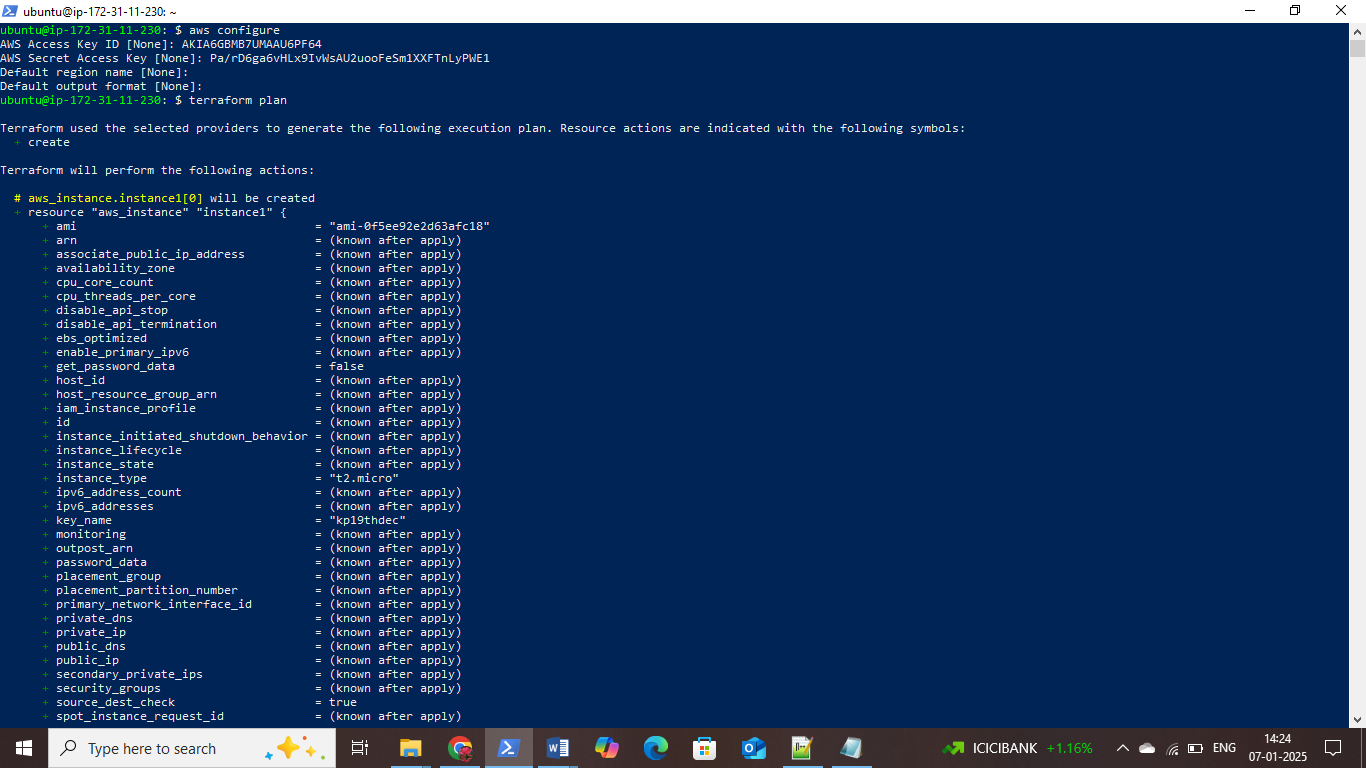 ubuntu@ip-172-31-11-230: ~
ubuntu@ip-172-31-11-230: $ aws configure
AWS Access Key ID [None]: AKIA6GBMB7UMAAU6PF64
AWS Secret Access Key [None]: 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
Default region name [None]:
Default output format [None]:
ubuntu@ip-172-31-11-230: $ terraform plan
Terraform used the selected providers to generate the following execution plan. Resource actions are indicated with the following symbols:
+ create
Terraform will perform the following actions:
# aws_instance.instance1[0] will be created
+ resource "aws_instance" "instance1" {
+ ami = "ami-0f5ee92e2d63afc18"
+ arn = (known after apply)
+ associate_public_ip_address = (known after apply)
+ availability_zone = (known after apply)
+ cpu_core_count = (known after apply)
+ cpu_threads_per_core = (known after apply)
+ disable_api_stop = (known after apply)
+ disable_api_termination = (known after apply)
+ ebs_optimized = (known after apply)
+ enable_primary_ipv6 = (known after apply)
+ get_password_data = false
+ host_id = (known after apply)
+ host_resource_group_arn = (known after apply)
+ iam_instance_profile = (known after apply)
+ id = (known after apply)
+ instance_initiated_shutdown_behavior = (known after apply)
+ instance_lifecycle = (known after apply)
+ instance_state = (known after apply)
+ instance_type = "t2.micro"
+ ipv6_address_count = (known after apply)
+ ipv6_addresses = (known after apply)
+ key_name = "kp19thdec"
+ monitoring = (known after apply)
+ outpost_arn = (known after apply)
+ password_data = (known after apply)
+ placement_group = (known after apply)
+ placement_partition_number = (known after apply)
+ primary_network_interface_id = (known after apply)
+ private_dns = (known after apply)
+ private_ip = (known after apply)
+ public_dns = (known after apply)
+ public_ip = (known after apply)
+ secondary_private_ips = (known after apply)
+ security_groups = (known after apply)
+ source_dest_check = true
+ spot_instance_request_id = (known after apply)
Type here to search
ICICIBANK +1.16%
ENG
14:24
07-01-2025